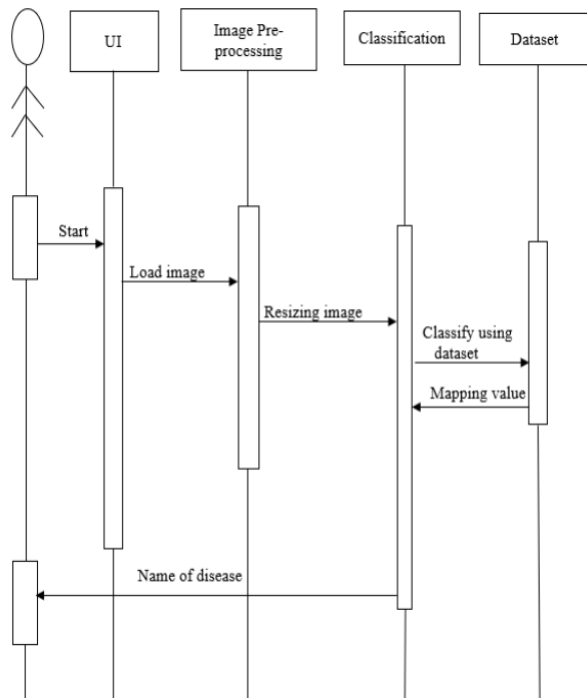 UI
Image Pre-
processing
Classification
Dataset
Start
Load image
Resizing image
Classify using
dataset
Mapping value
Name of disease